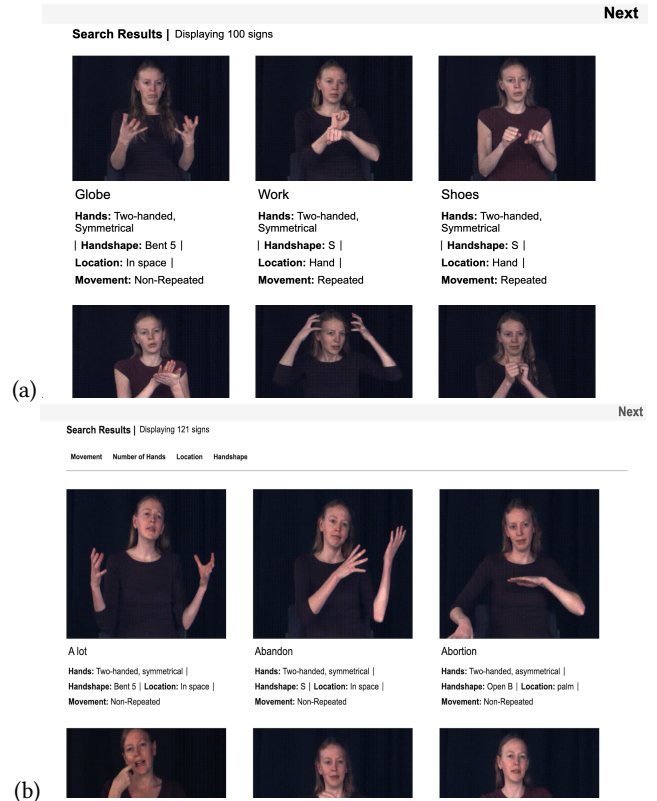 Next
Search Results | Displaying 100 signs
Globe
Hands: Two-handed,
Symmetrical
| Handshape: Bent 5 |
Location: In space |
Movement: Non-Repeated
Work
Hands: Two-handed,
Symmetrical
| Handshape: S |
Location: Hand |
Movement: Repeated
Shoes
Hands: Two-handed,
Symmetrical
| Handshape: S |
Location: Hand |
Movement: Repeated
(a)
Next
Search Results | Displaying 121 signs
Movement Number of Hands Location Handshape
A lot
Hands: Two-handed, symmetrical |
Handshape: Bent 5 | Location: In space |
Movement: Non-Repeated
Abandon
Hands: Two-handed, symmetrical |
Handshape: S | Location: In space |
Movement: Non-Repeated
Abortion
Hands: Two-handed, asymmetrical |
Handshape: Open B | Location: palm |
Movement: Non-Repeated
(b)